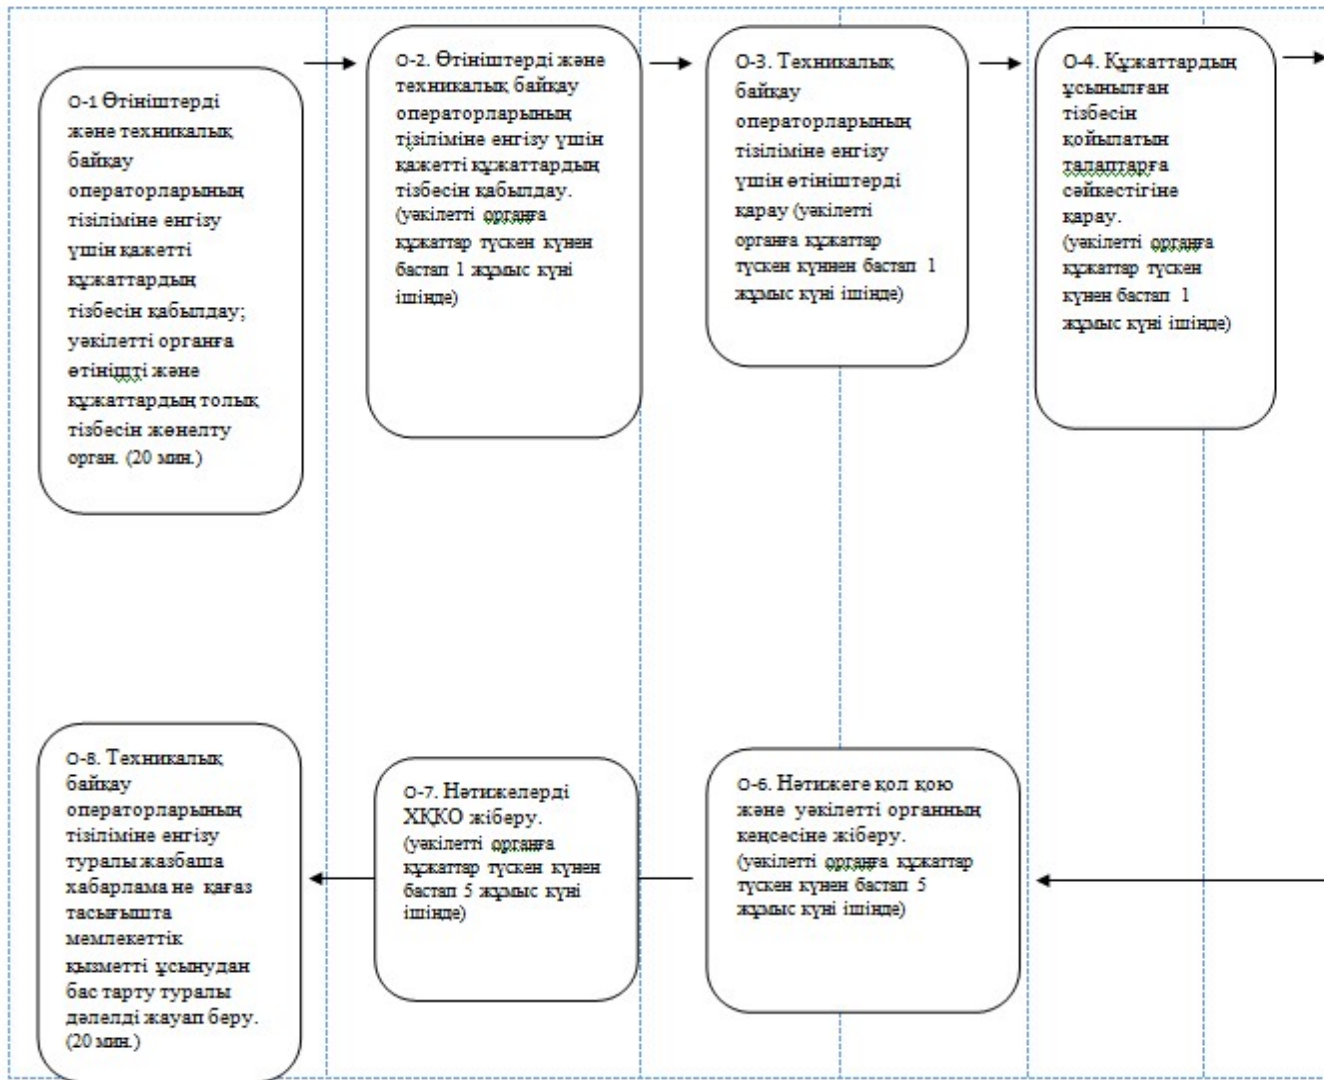 О-1 Өтініштерді
және техникалық
байқау
операторларының
тізіліміне енгізу
үшін қажетті
құжаттардың
тізбесін қабылдау;
уәкілетті органға
өтінішті және
құжаттардың толық
тізбесін жөнелту
орган. (20 мин.)
О-2. Өтініштерді және
техникалық байқау
операторларының
тізіліміне енгізу үшін
қажетті құжаттардың
тізбесін қабылдау.
(уәкілетті органға
құжаттар түскен күнен
бастап 1 жұмыс күні
ішінде)
О-3. Техникалық
байқау
операторларының
тізіліміне енгізу
үшін өтініштерді
қарау (уәкілетті
органға құжаттар
түскен күннен бастап 1
жұмыс күні ішінде)
О-4. Құжаттардың
ұсынылған
тізбесін
қойылатын
талаптарға
сәйкестігіне
қарау.
(уәкілетті органға
құжаттар түскен
күнен бастап 1
жұмыс күні ішінде)
О-8. Техникалық
байқау
операторларының
тізіліміне енгізу
туралы жазбаша
хабарлама не қағаз
тасығышта
мемлекеттік
қызметті ұсынудан
бас тарту туралы
дәлелді жауап беру.
(20 мин.)
О-7. Нәтижелерді
ХҚКО жіберу.
(уәкілетті органға
құжаттар түскен күнен
бастап 5 жұмыс күні
ішінде)
О-6. Нәтижеге қол қою
және уәкілетті органның
кеңсесіне жіберу.
(уәкілетті органға құжаттар
түскен күнен бастап 5
жұмыс күні ішінде)